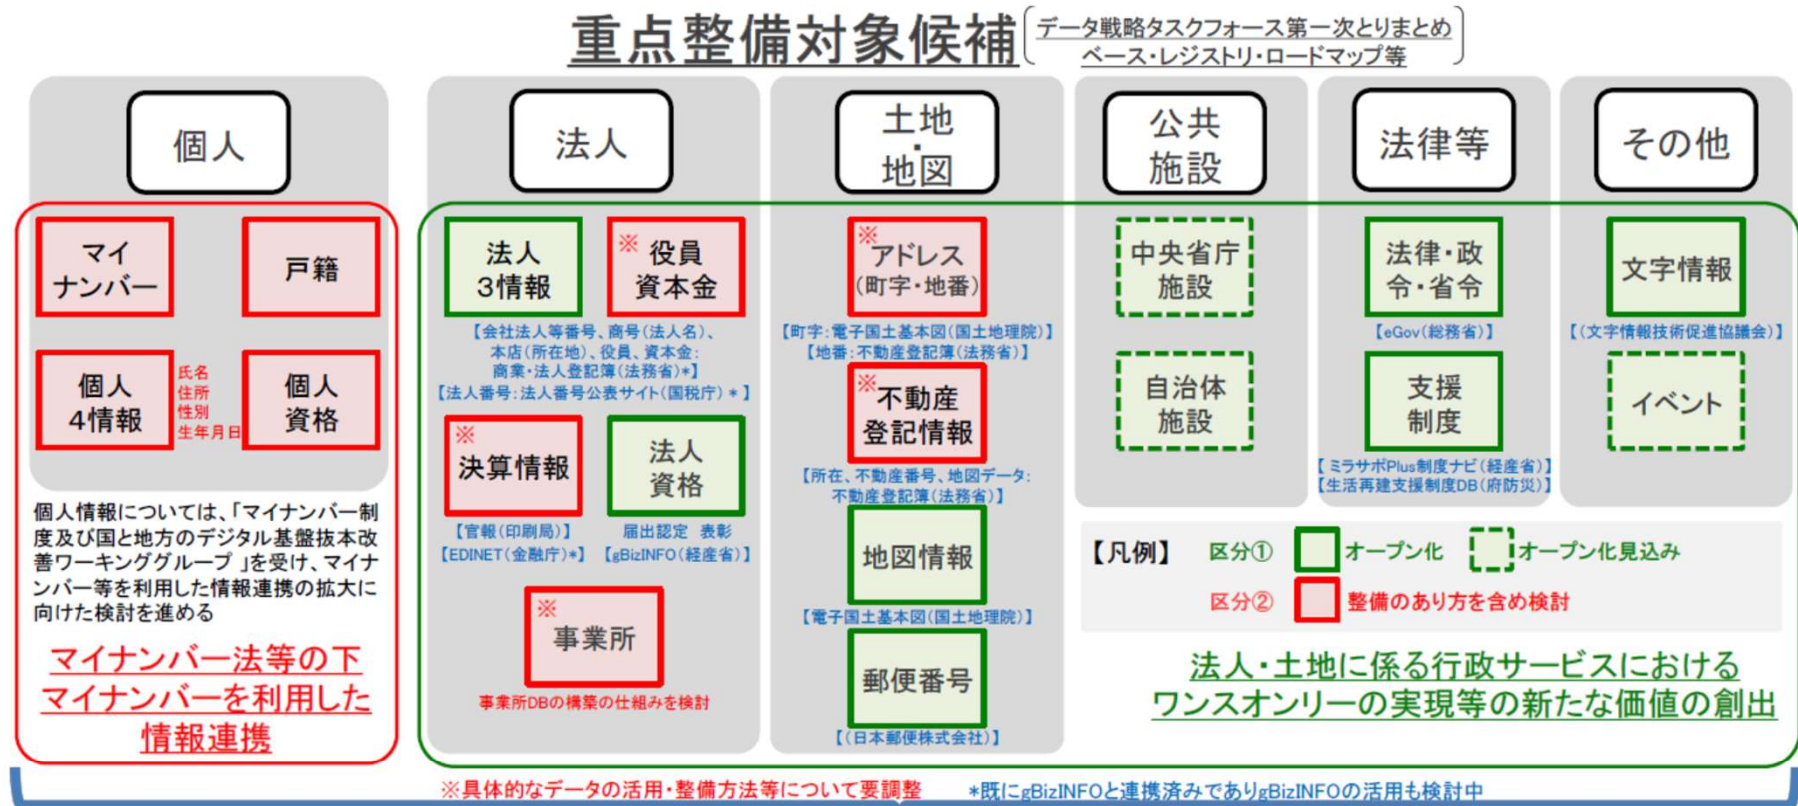 重点整備対象候補
データ戦略タスクフォース第一次とりまとめ
ベース・レジストリ・ロードマップ等
個人
マイ
ナンバー
戸籍
個人
4情報
氏名
住所
性別
生年月日
個人
資格
個人情報については、「マイナンバー制
度及び国と地方のデジタル基盤抜本改
善ワーキンググループ」を受け、マイナ
ンバー等を利用した情報連携の拡大に
向けた検討を進める
マイナンバー法等の下
マイナンバーを利用した
情報連携
法人
法人
3情報
※役員
資本金
【会社法人等番号、商号(法人名)、
本店(所在地)、役員、資本金:
商業・法人登記簿(法務省)*】
【法人番号:法人番号公表サイト(国税庁)*】
※
決算情報
【官報(印刷局)】
【EDINET(金融庁)*】
法人
資格
届出認定 表彰
【gBizINFO(経産省)】
※
事業所
事業所DBの構築の仕組みを検討
土地
・
地図
※
アドレス
(町字・地番)
【町字:電子国土基本図(国土地理院)】
【地番:不動産登記簿(法務省)】
※不動産
登記情報
【所在、不動産番号、地図データ:
不動産登記簿(法務省)】
地図情報
【電子国土基本図(国土地理院)】
郵便番号
【(日本郵便株式会社)】
公共
施設
中央省庁
施設
自治体
施設
法律等
法律・政
令・省令
【eGov(総務省)】
支援
制度
【ミラサポPlus制度ナビ(経産省)】
【生活再建支援制度DB(府防災)】
その他
文字情報
【(文字情報技術促進協議会)】
イベント
【凡例】 区分① オープン化 オープン化見込み
区分② 整備のあり方を含め検討
法人・土地に係る行政サービスにおける
ワンスオンリーの実現等の新たな価値の創出
※具体的なデータの活用・整備方法等について要調整 *既にgBizINFOと連携済みでありgBizINFOの活用も検討中